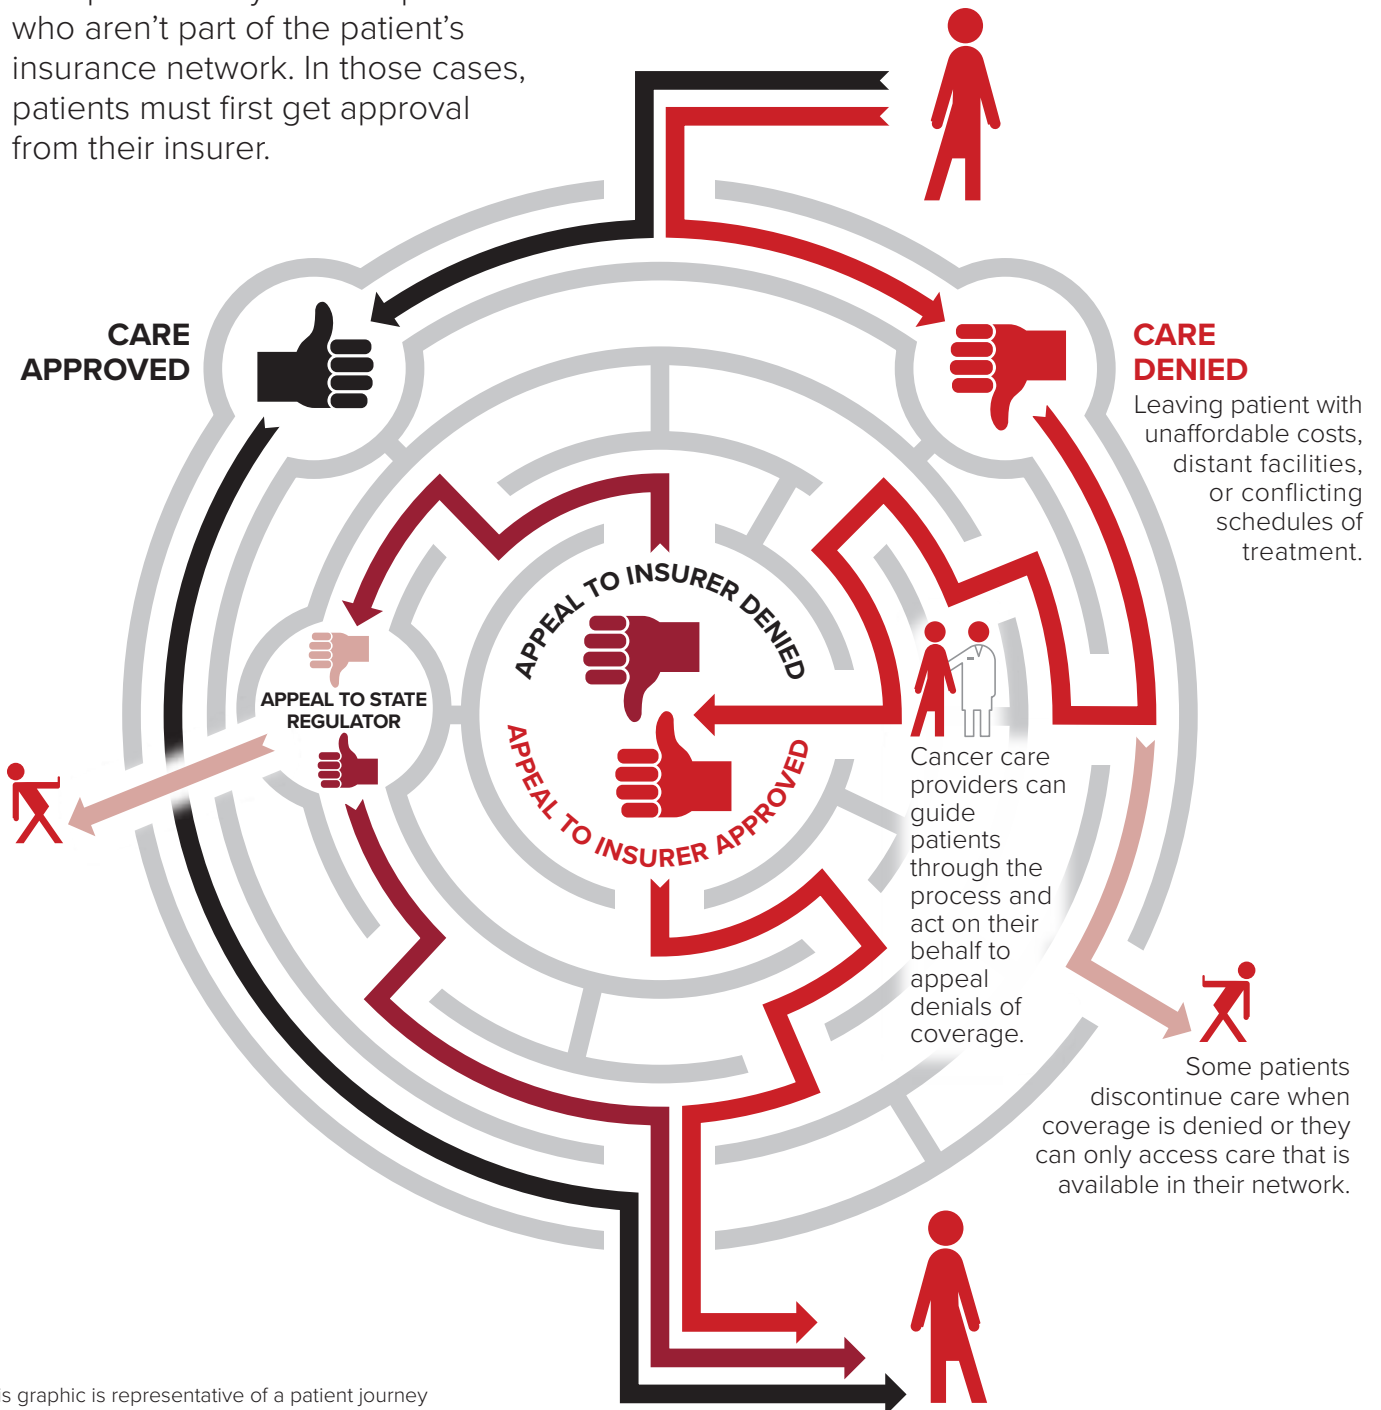 who aren’t part of the patient’s
insurance network. In those cases,
patients must first get approval
from their insurer.
CARE
APPROVED
CARE
DENIED
Leaving patient with
unaffordable costs,
distant facilities,
or conflicting
schedules of
treatment.
APPEAL TO INSURER DENIED
APPEAL TO STATE
REGULATOR
APPEAL TO INSURER APPROVED
Cancer care
providers can
guide
patients
through the
process and
act on their
behalf to
appeal
denials of
coverage.
Some patients
discontinue care when
coverage is denied or they
can only access care that is
available in their network.
is graphic is representative of a patient journey